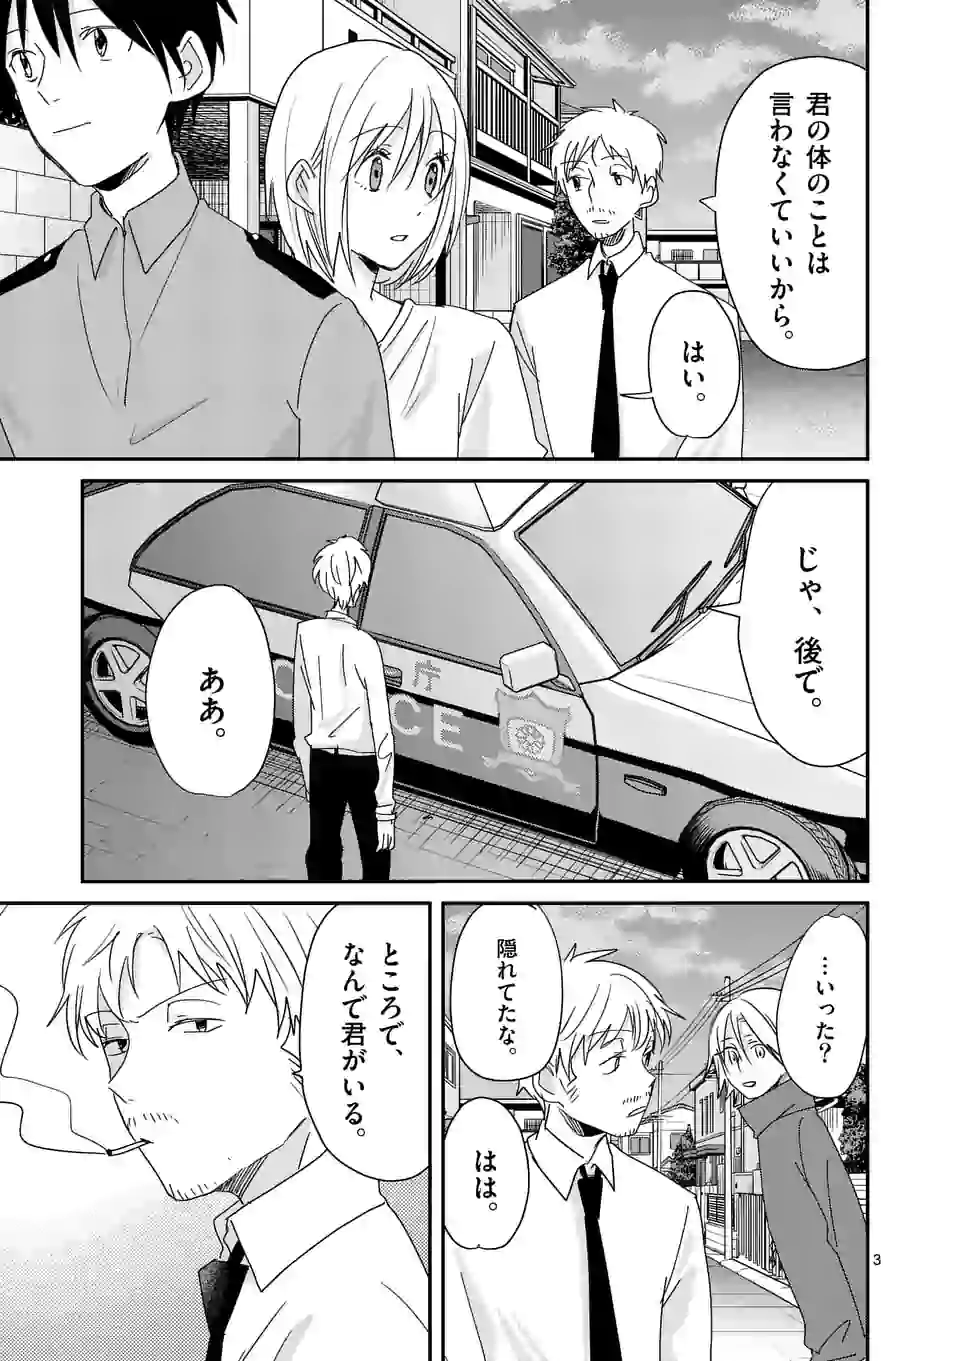 君の体のことは
言わなくていいから。
はい。
じゃ、後で。
ああ。
庁
CE
…いった?
隠れてたな。
はは。
ところで、
なんで君がいる。
3